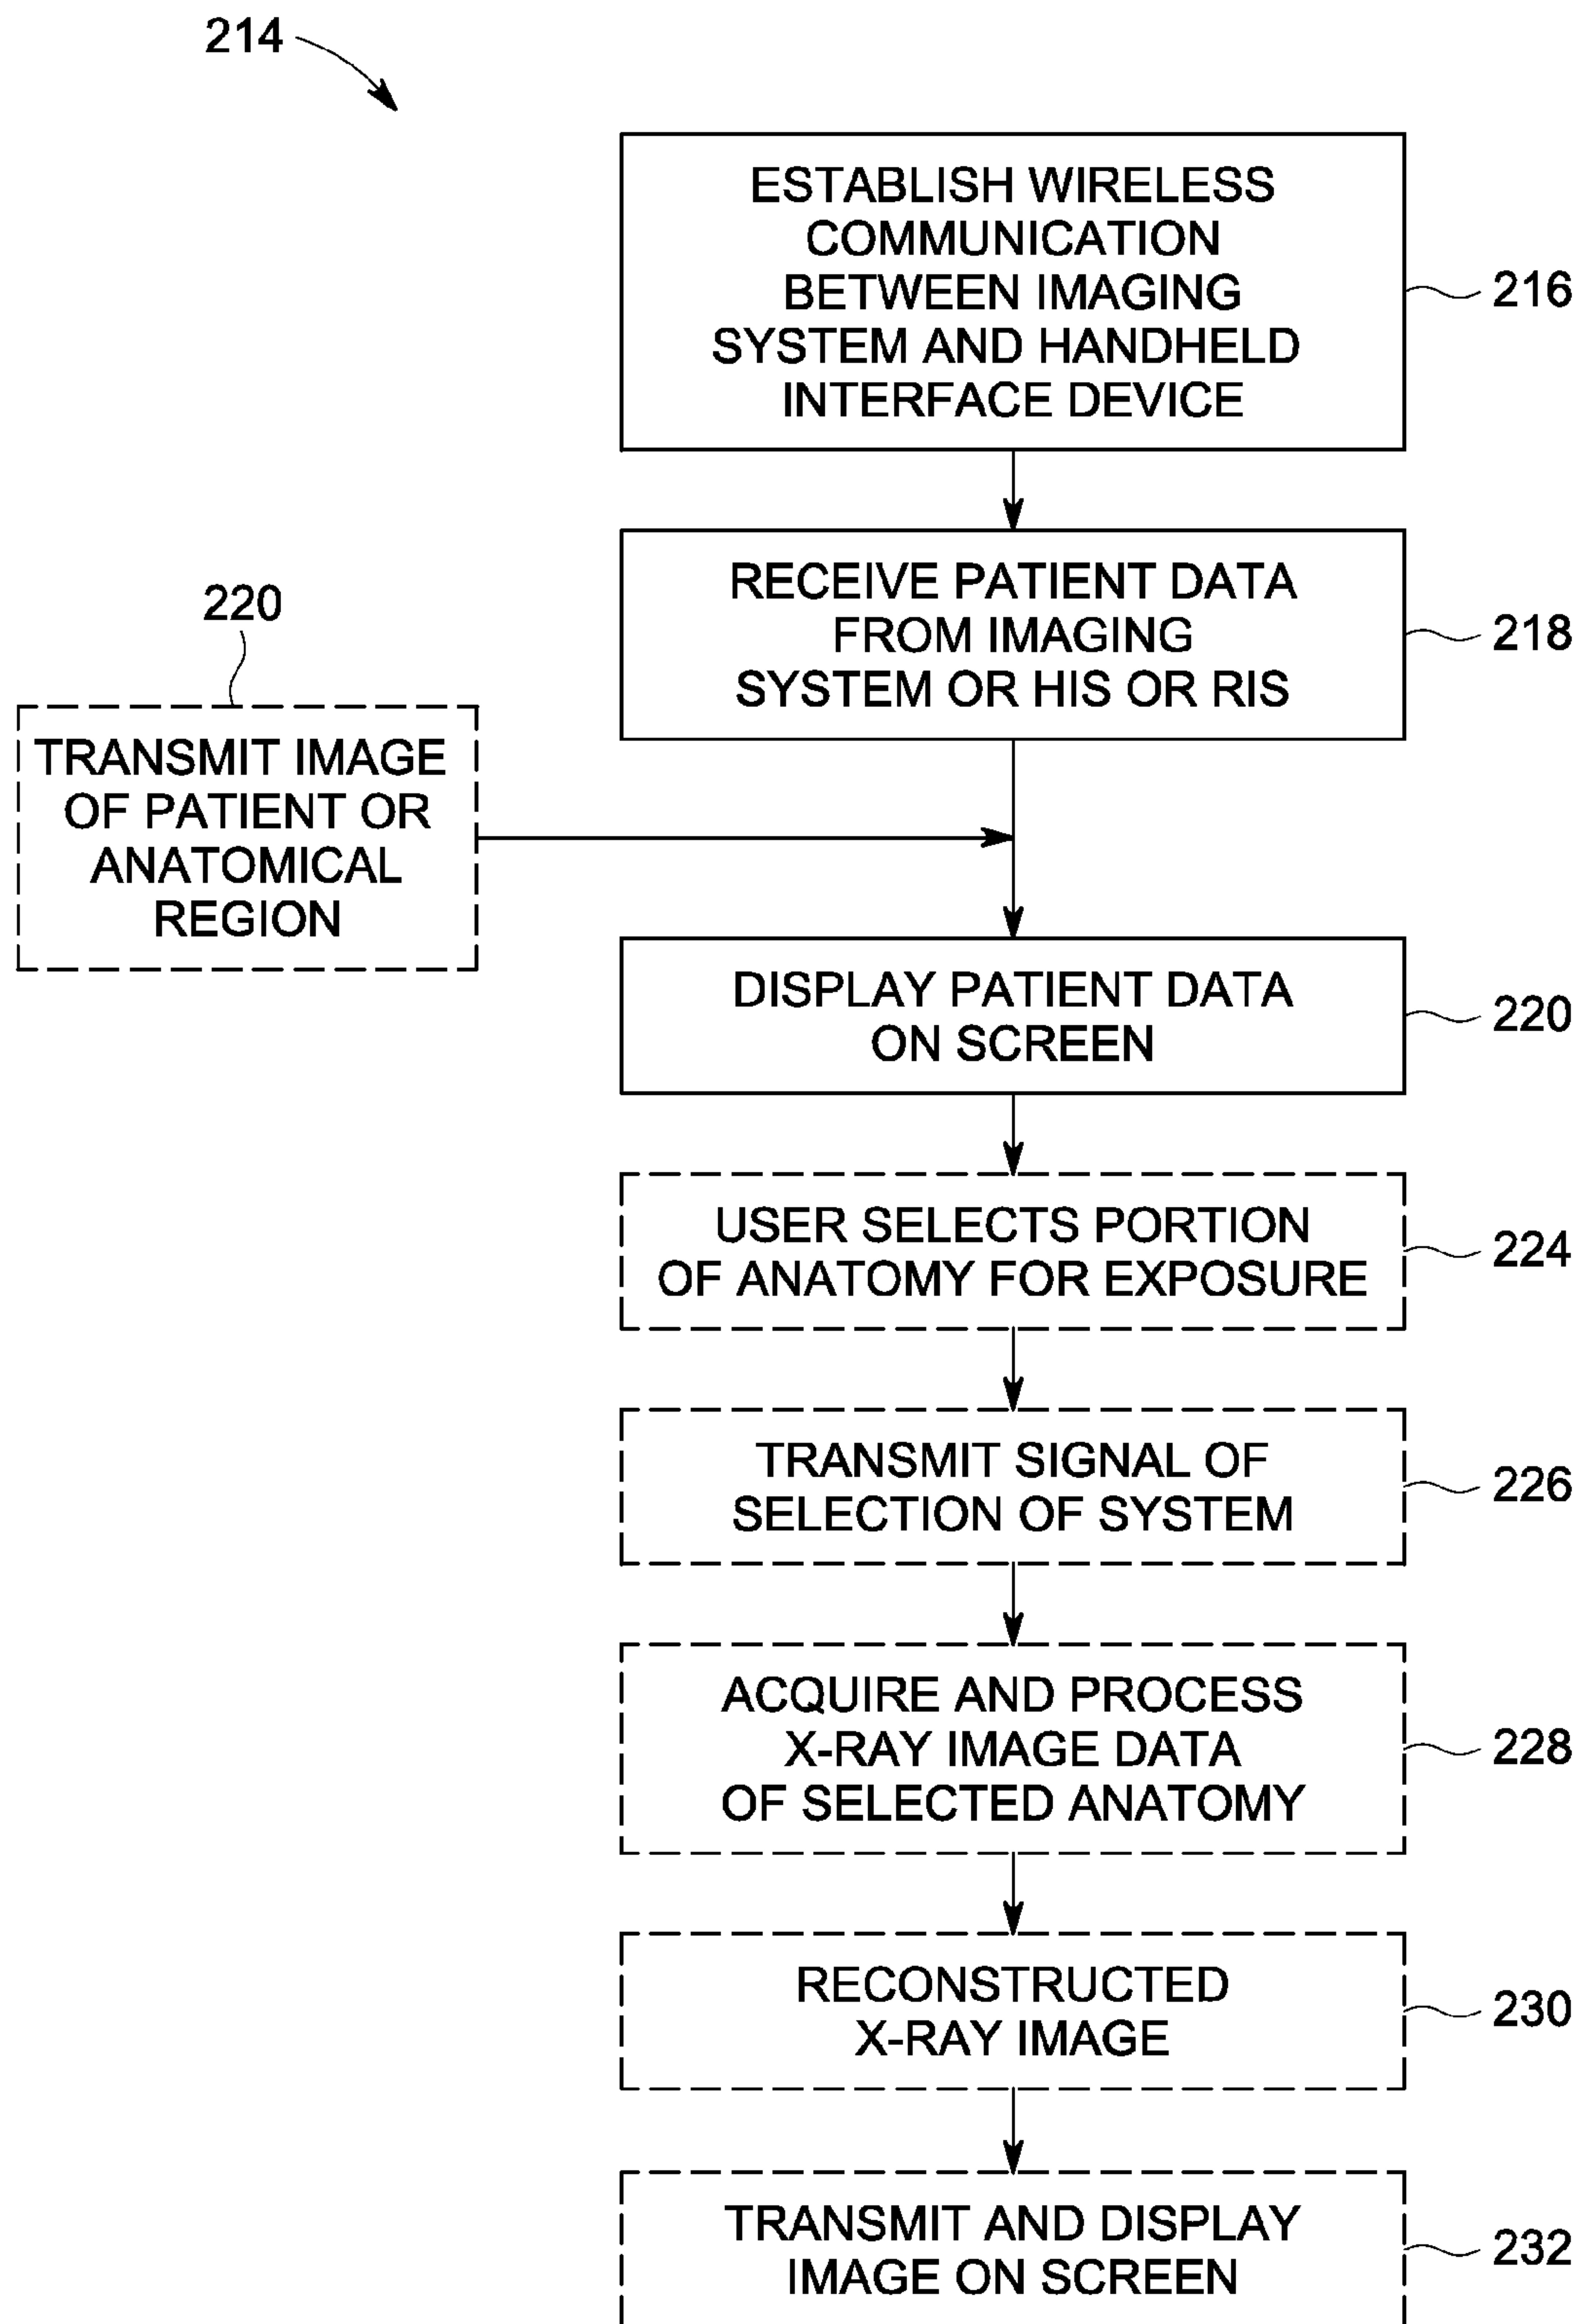 214
ESTABLISH WIRELESS
COMMUNICATION
BETWEEN IMAGING
SYSTEM AND HANDHELD
INTERFACE DEVICE
216
RECEIVE PATIENT DATA
FROM IMAGING
SYSTEM OR HIS OR RIS
218
220
TRANSMIT IMAGE
OF PATIENT OR
ANATOMICAL
REGION
DISPLAY PATIENT DATA
ON SCREEN
220
USER SELECTS PORTION
OF ANATOMY FOR EXPOSURE
224
TRANSMIT SIGNAL OF
SELECTION OF SYSTEM
226
ACQUIRE AND PROCESS
X-RAY IMAGE DATA
OF SELECTED ANATOMY
228
RECONSTRUCTED
X-RAY IMAGE
230
TRANSMIT AND DISPLAY
IMAGE ON SCREEN
232